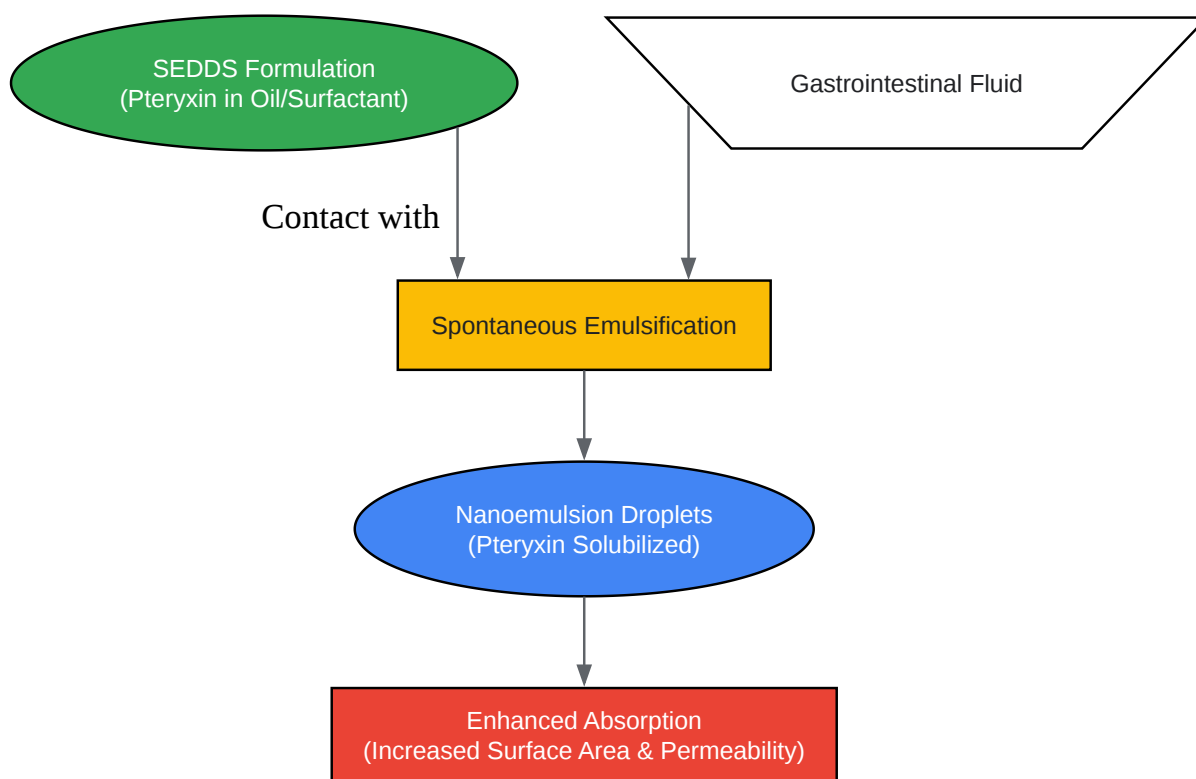 SEDDS Formulation
(Pteryxin in Oil/Surfactant)
Gastrointestinal Fluid
Contact with
Spontaneous Emulsification
Nanoemulsion Droplets
(Pteryxin Solubilized)
Enhanced Absorption
(Increased Surface Area & Permeability)